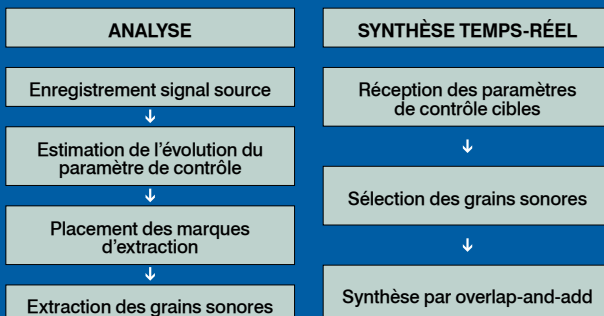 ANALYSE
Enregistrement signal source
Estimation de l'évolution du
paramètre de contrôle
Placement des marques
d'extraction
Extraction des grains sonores
SYNTHÈSE TEMPS-RÉEL
Réception des paramètres
de contrôle cibles
Sélection des grains sonores
Synthèse par overlap-and-add